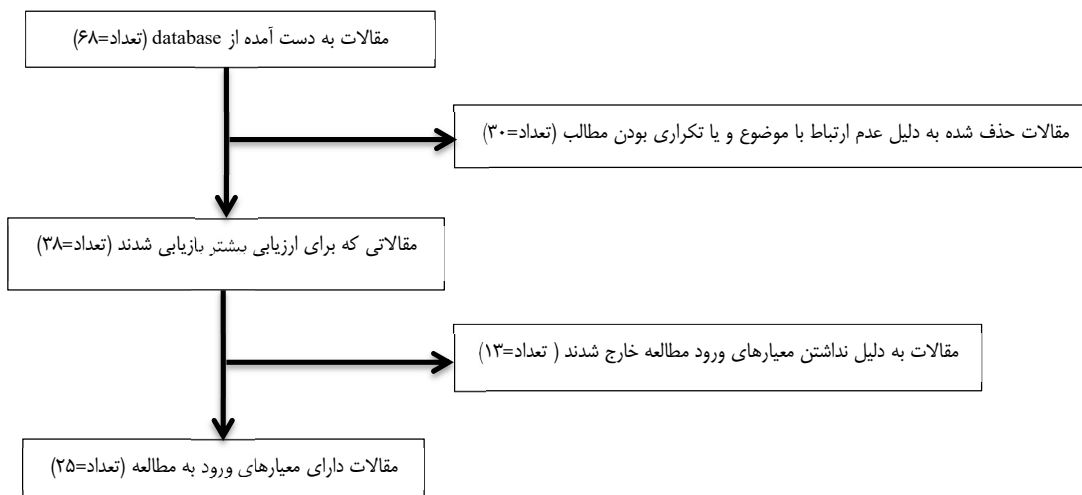 مقالات به دست آمده از database (تعداد=۶۸)
مقالات حذف شده به دلیل عدم ارتباط با موضوع و یا تکراری بودن مطالب (تعداد=۳۰)
مقالاتی که برای ارزیابی بیشتر بازیابی شدند (تعداد=۳۸)
مقالات به دلیل نداشتن معیارهای ورود مطالعه خارج شدند ( تعداد=۱۳)
مقالات دارای معیارهای ورود به مطالعه (تعداد=۲۵)